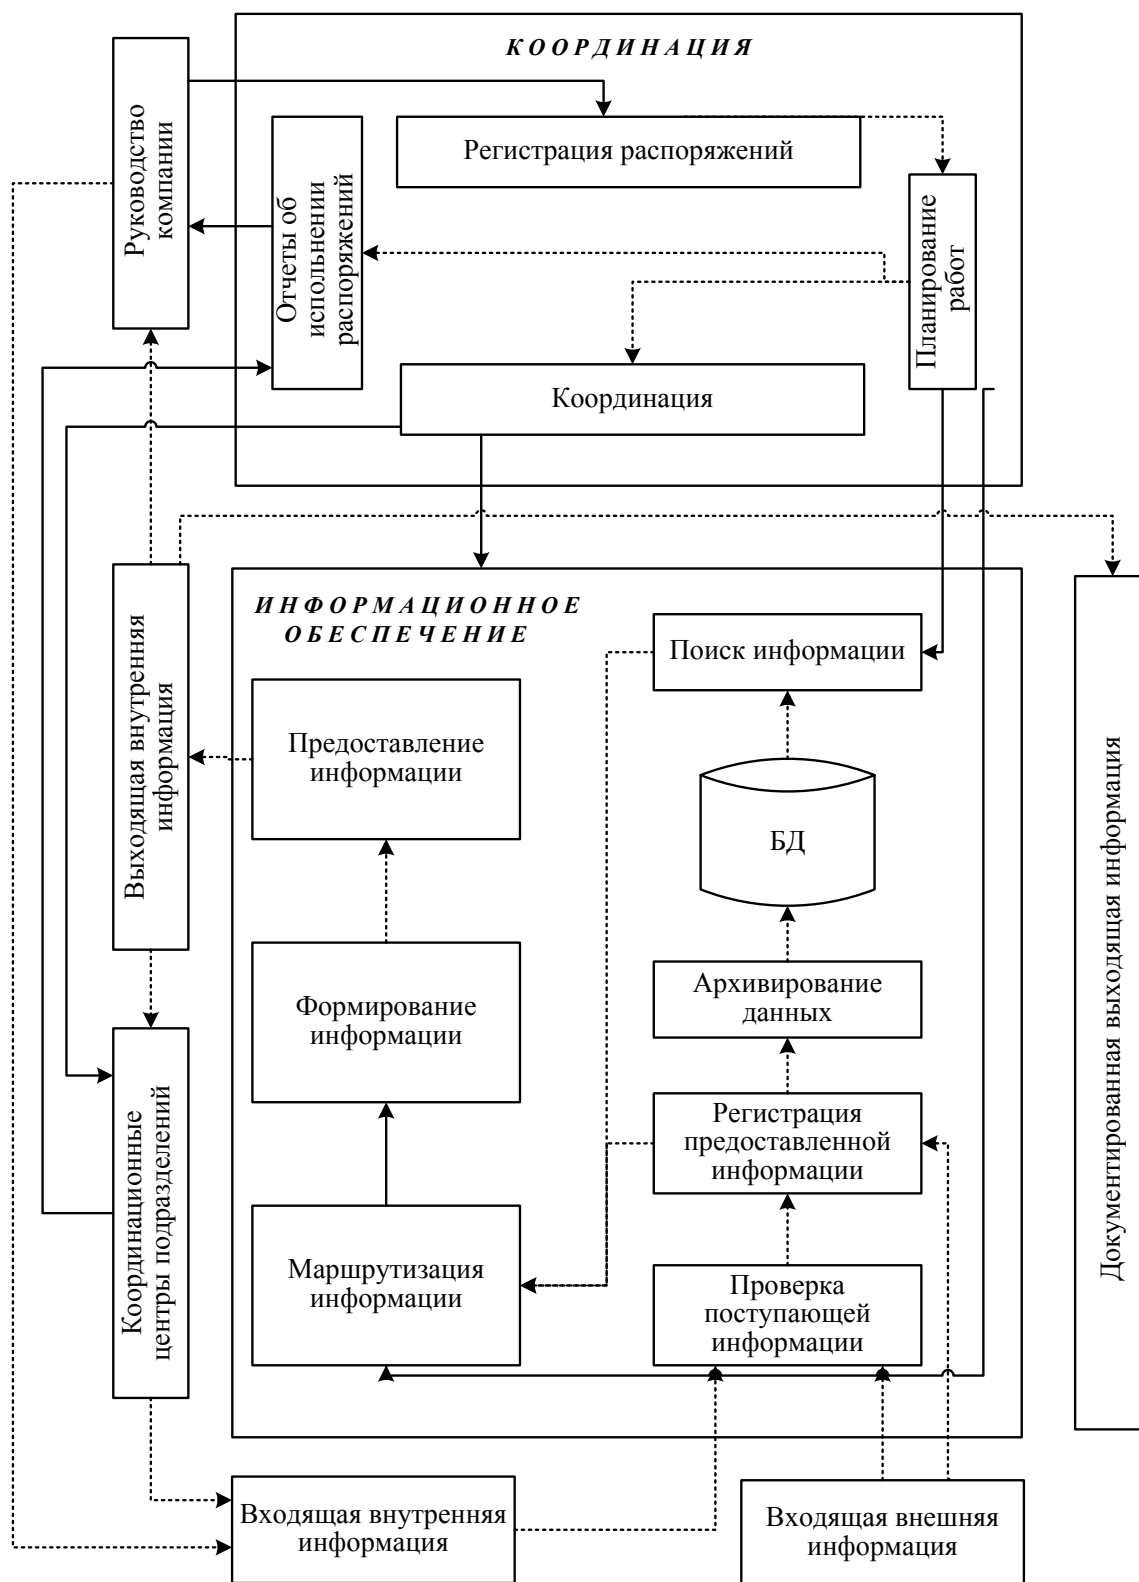 КООРДИНАЦИЯ
Руководство
компании
Регистрация распоряжений
Отчеты об
испольнении
распоряжений
Планирование
работ
Координация
ИНФОРМАЦИОННОЕ
ОБЕСПЕЧЕНИЕ
Выходящая внутренняя
информация
Поиск информации
Предоставление
информации
БД
Документированная выходящая информация
Формирование
информации
Архивирование
данных
Координационные
центры подразделений
Регистрация
предоставленной
информации
Маршрутизация
информации
Проверка
поступающей
информации
Входящая внутренняя
информация
Входящая внешняя
информация